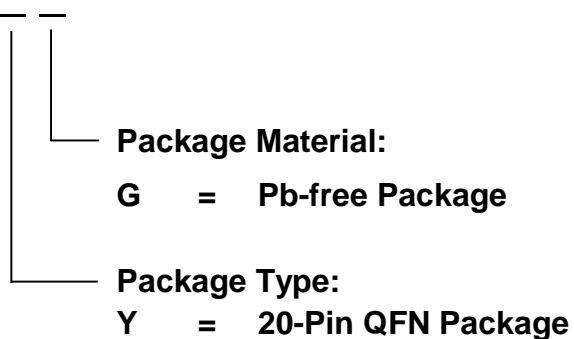 Package Material:
G = Pb-free Package
Package Type:
Y = 20-Pin QFN Package